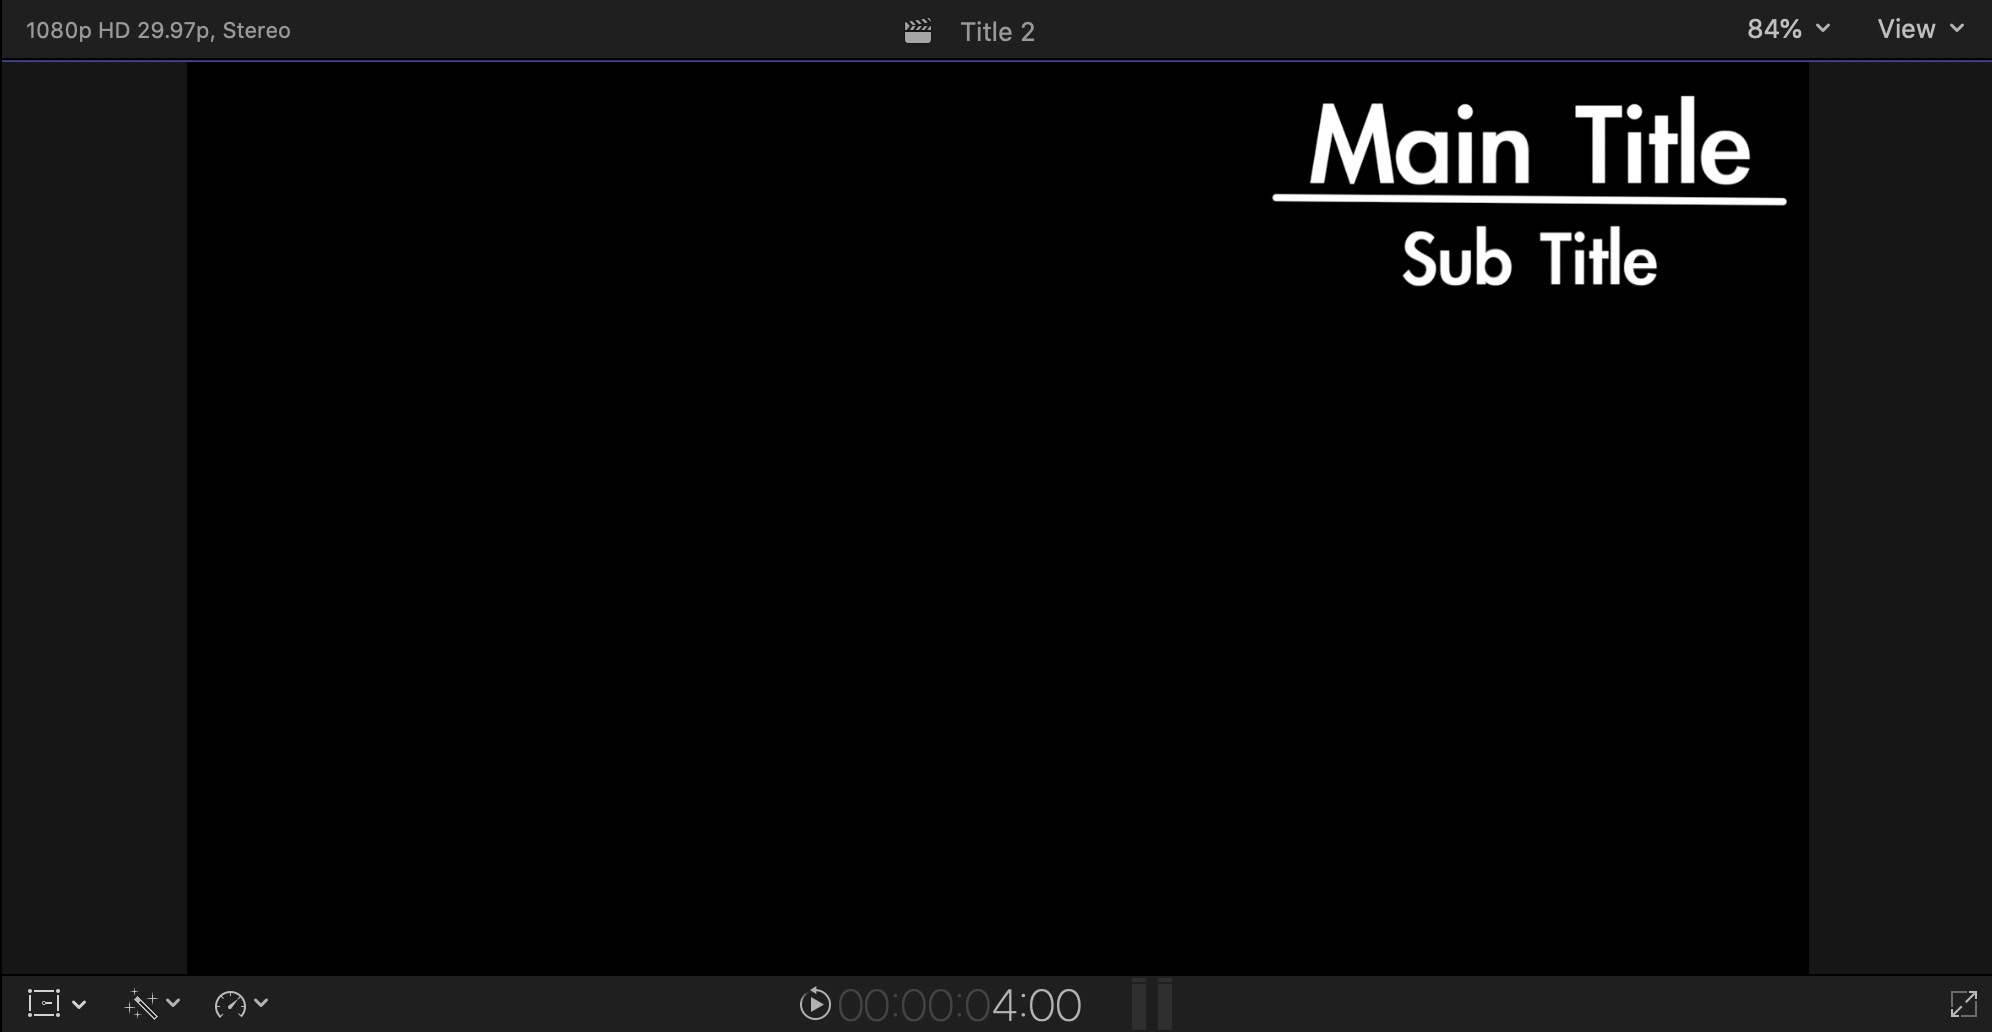 1080p HD 29.97p, Stereo
Title 2
84%
View
Main Title
Sub Title
00:00:04:00